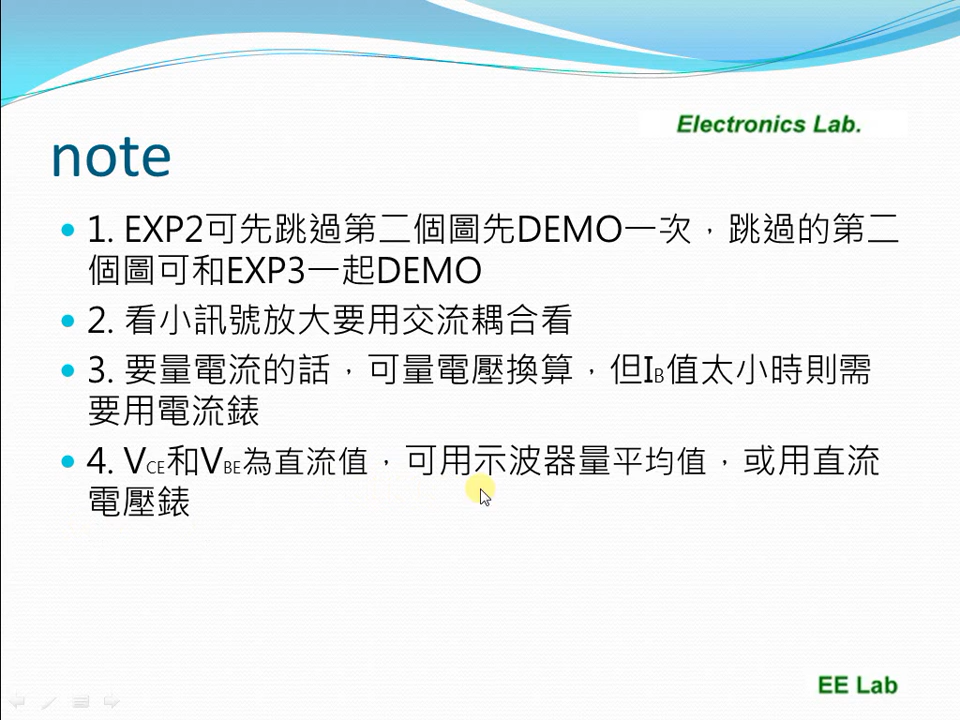 Electronics Lab.
note
1. EXP2可先跳過第二個圖先DEMO一次，跳過的第二
個圖可和EXP3一起DEMO
2. 看小訊號放大要用交流耦合看
3. 要量電流的話，可量電壓換算，但IB值太小時則需
要用電流錶
4. VCE和VBE為直流值，可用示波器量平均值，或用直流
電壓錶
EE Lab